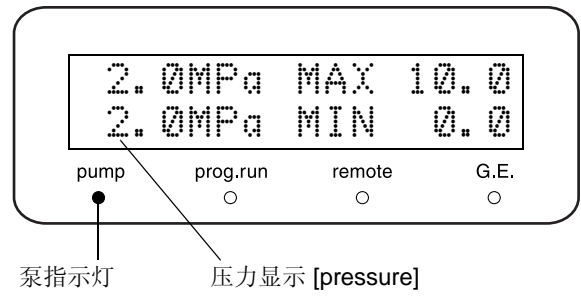 2.0MPa MAX 10.0
2.0MPa MIN 0.0
pump prog.run remote G.E.
泵指示灯 压力显示 [pressure]